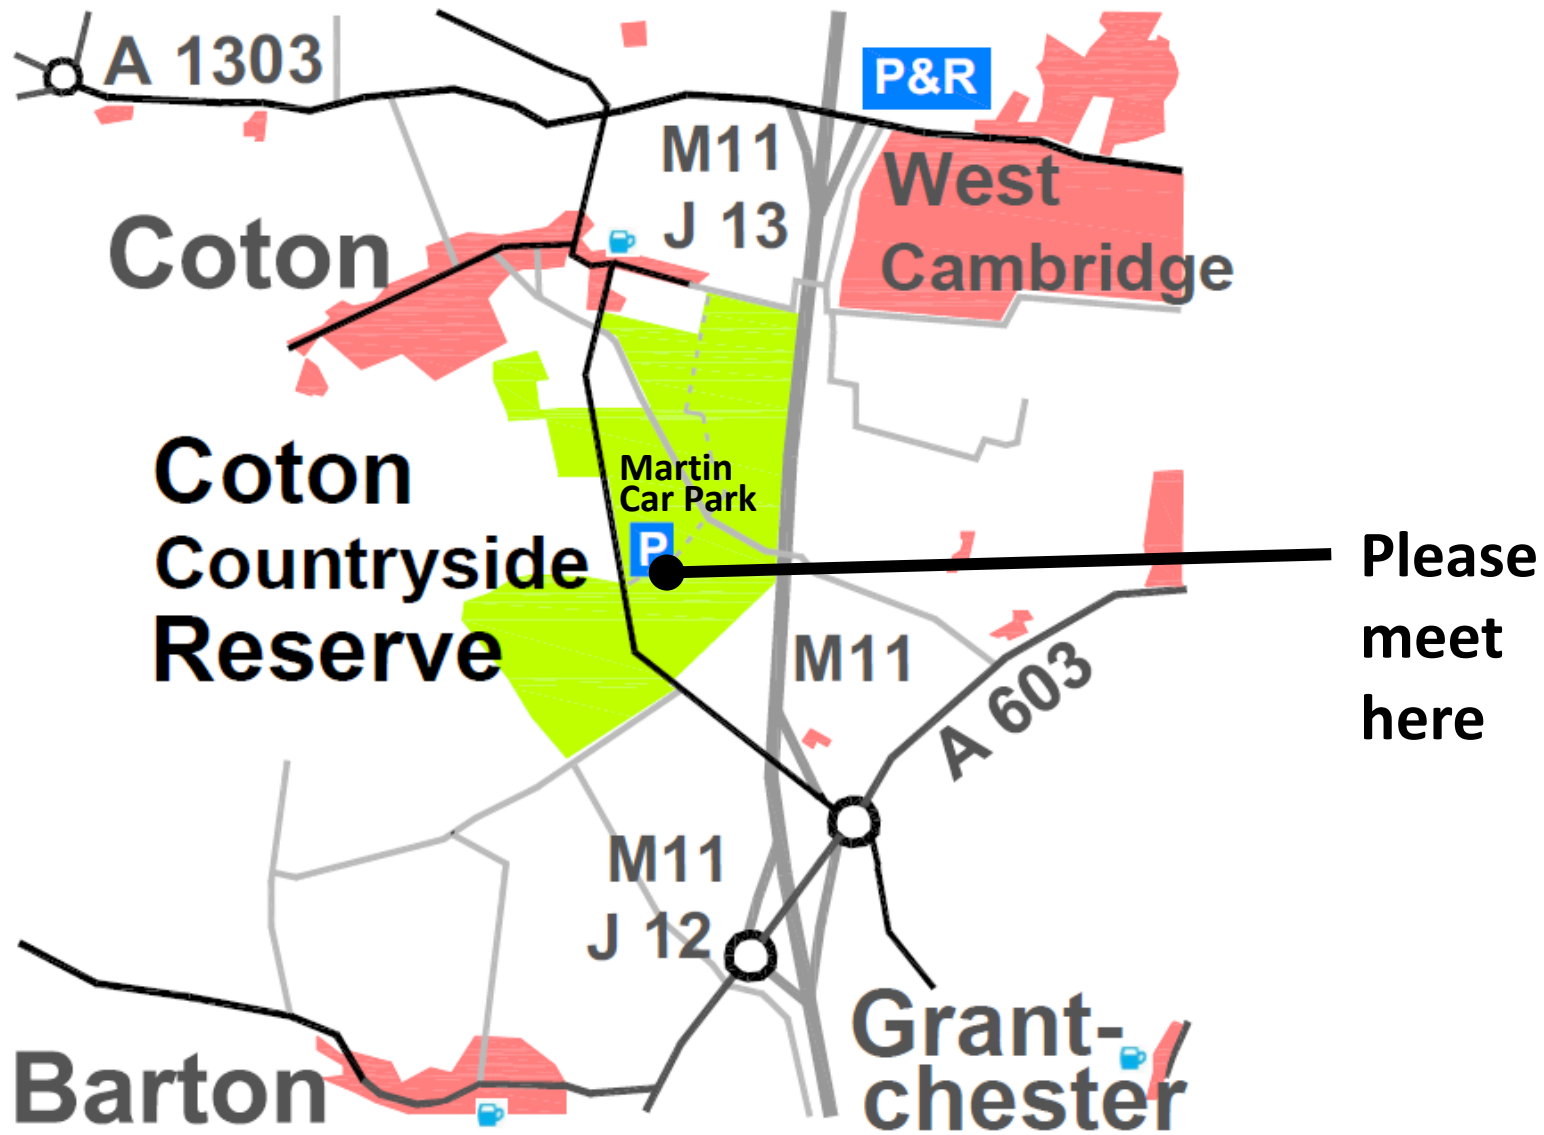 A 1303
P&R
M11
J 13
West
Cambridge
Coton
Coton
Countryside
Reserve
Martin
Car Park
P
Please
meet
here
M11
A 603
M11
J 12
Grant-
chester
Barton